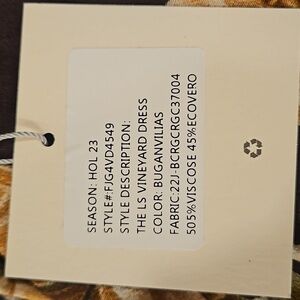 SEASON: HOL 23
STYLE#:FJG4VD4549
STYLE DESCRIPTION:
THE LS VINEYARD DRESS
COLOR: BUGANVILIAS
FABRIC:22J-BCRGCRGC37004
505%VISCOSE 45%ECOVERO